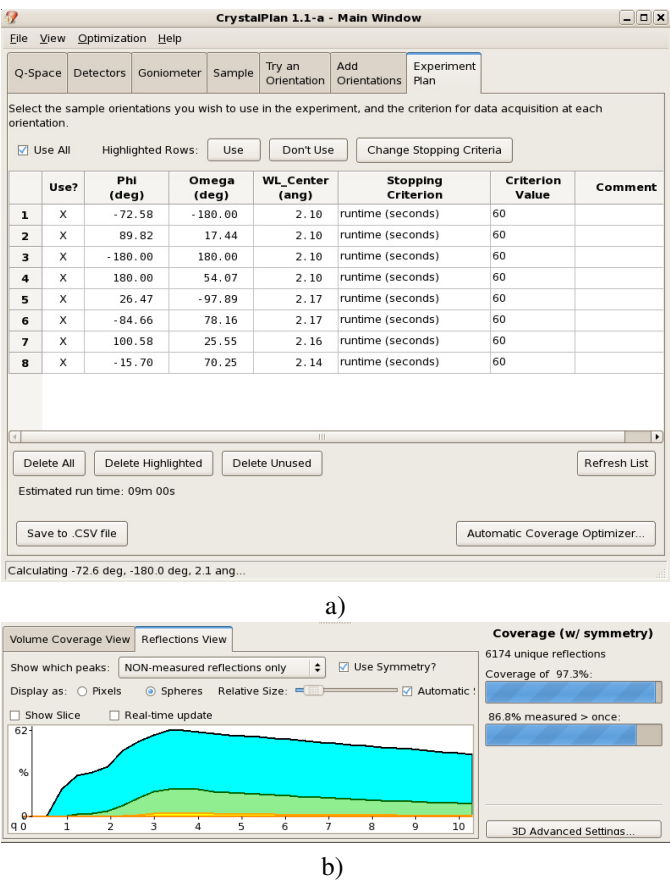 CrystalPlan 1.1-a - Main Window
File View Optimization Help
Q-Space Detectors Goniometer Sample Try an Orientation Add Orientations Experiment Plan
Select the sample orientations you wish to use in the experiment, and the criterion for data acquisition at each
orientation.
Use All Highlighted Rows: Use Don't Use Change Stopping Criteria
Use? Phi (deg) Omega (deg) WL_Center (ang) Stopping Criterion Criterion Value Comment
1 X -72.58 -180.00 2.10 runtime (seconds) 60
2 X 89.82 17.44 2.10 runtime (seconds) 60
3 X -180.00 180.00 2.10 runtime (seconds) 60
4 X 180.00 54.07 2.10 runtime (seconds) 60
5 X 26.47 -97.89 2.17 runtime (seconds) 60
6 X -84.66 78.16 2.17 runtime (seconds) 60
7 X 100.58 25.55 2.16 runtime (seconds) 60
8 X -15.70 70.25 2.14 runtime (seconds) 60
Delete All Delete Highlighted Delete Unused Refresh List
Estimated run time: 09m 00s
Save to .CSV file Automatic Coverage Optimizer...
Calculating -72.6 deg, -180.0 deg, 2.1 ang...
a)
Volume Coverage View Reflections View Coverage (w/ symmetry)
6174 unique reflections
Show which peaks: NON-measured reflections only Use Symmetry? Coverage of 97.3%:
Display as: Pixels Spheres Relative Size: Automatic
Show Slice Real-time update 86.8% measured > once:
62
%
0
q 0 1 2 3 4 5 6 7 8 9 10
3D Advanced Settings...
b)